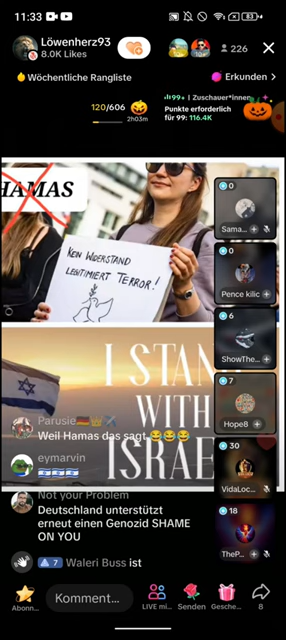 11:33
83
Löwenherz93
8.0K Likes
226
Wöchentliche Rangliste
Erkunden >
120/606
2h03m
99+ | Zuschauer*innen
Punkte erforderlich
für 99: 116.4K
HAMAS
KEIN WIDERSTAND
LEGITIMIERT TERROR!
I STAN
WITH
ISRAE
0
Sama...
0
Pence kilic
6
ShowThe...
7
Hope8
30
VidaLoc...
18
TheP...
Parusie
Weil Hamas das sagt
eymarvin
Not your Problem
Deutschland unterstützt
erneut einen Genozid SHAME
ON YOU
7 Waleri Buss ist
Abonn...
Kommentar...
LIVE mi...
Senden
Gesche...
8